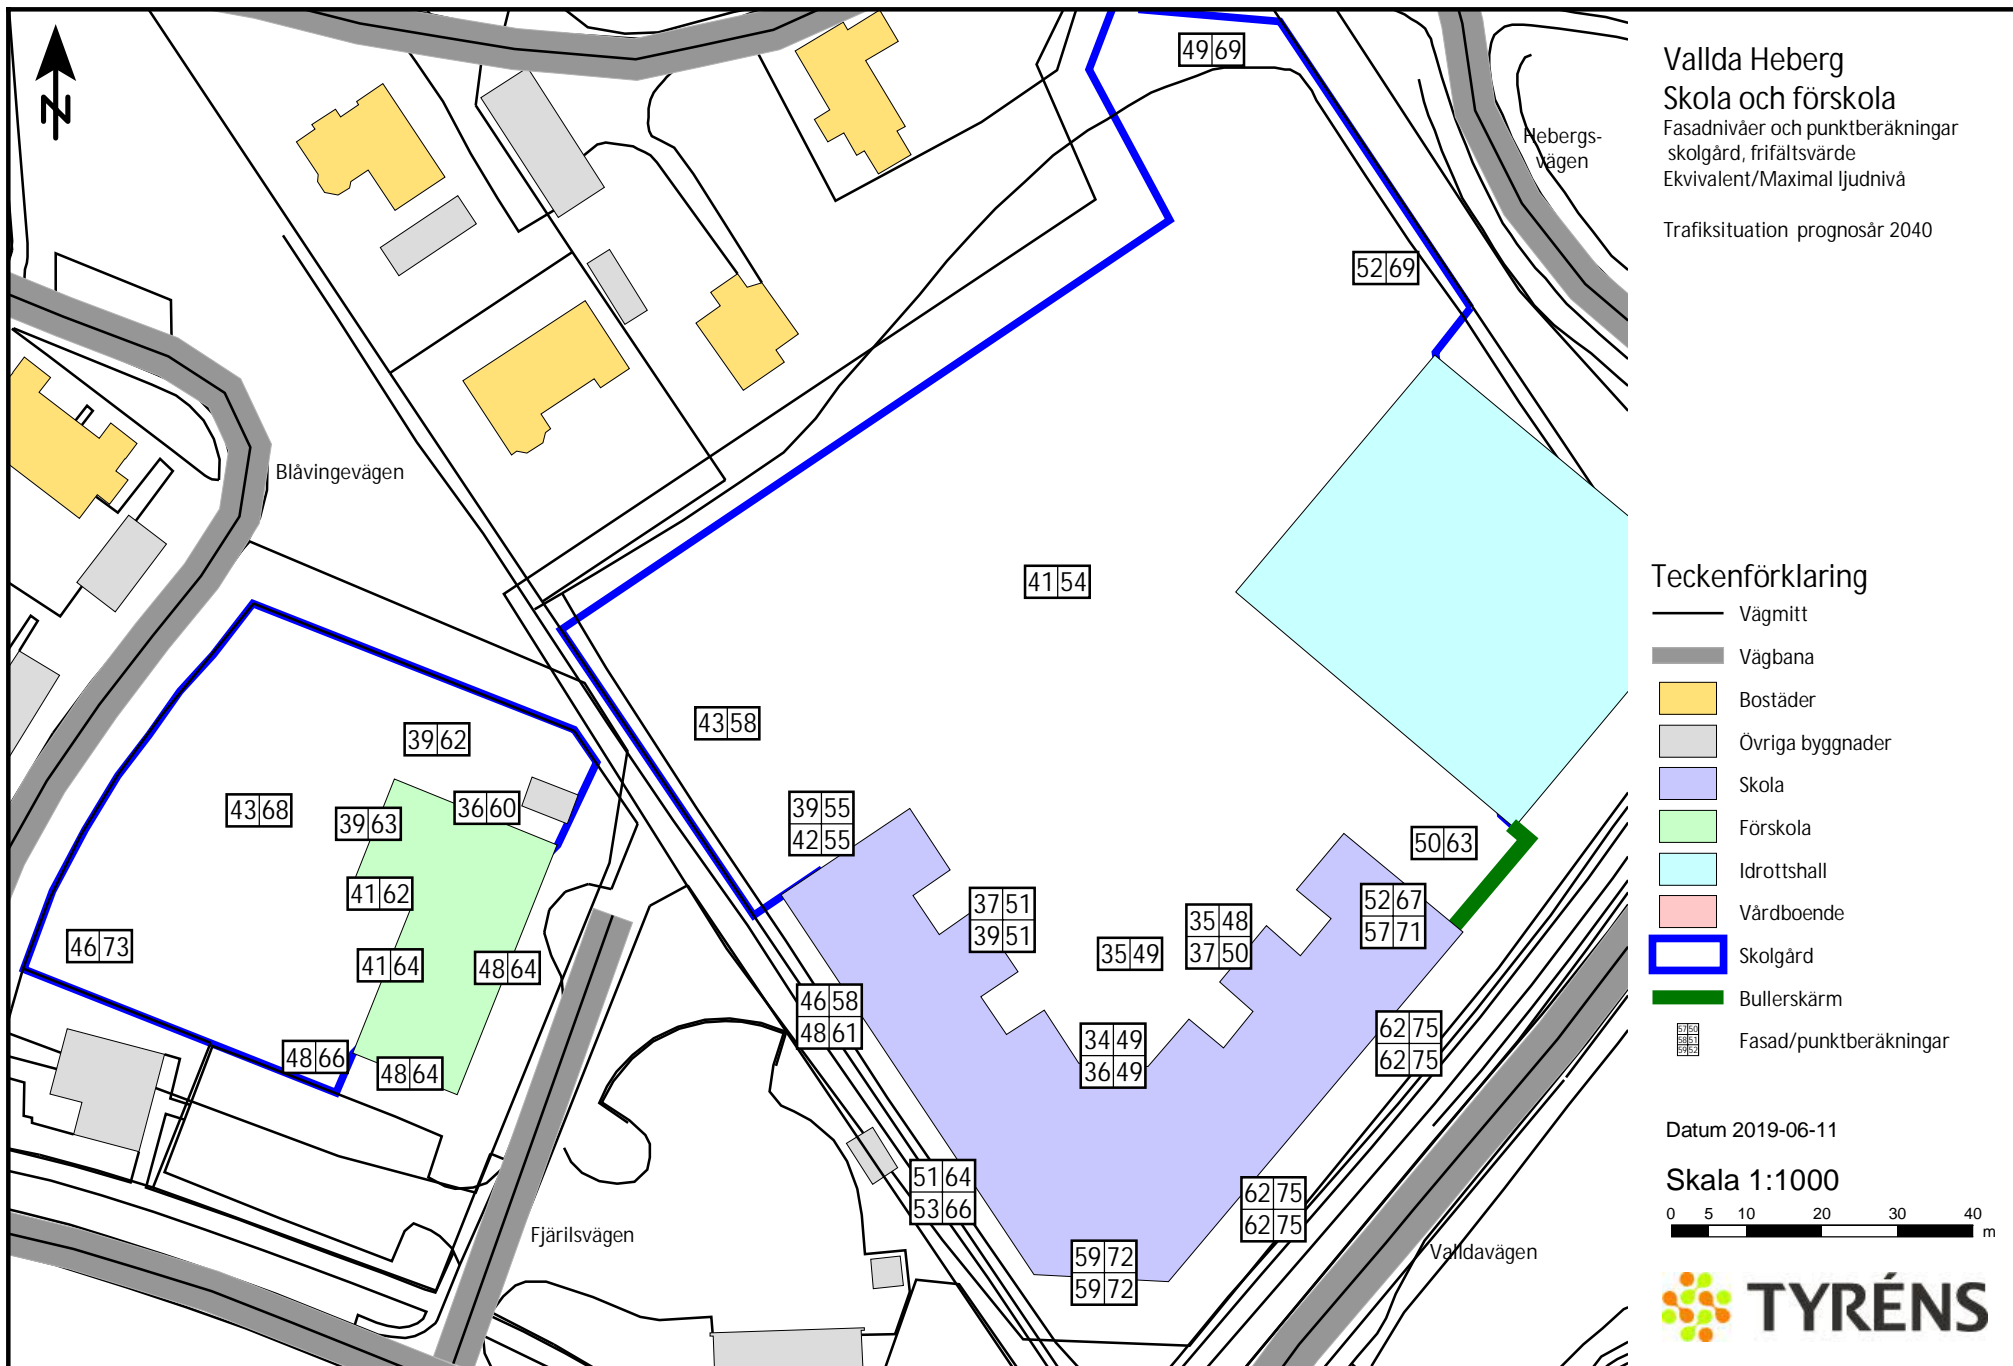 Vallda Heberg
Skola och förskola
Fasadnivåer och punktberäkningar
skolgård, frifältsvärde
Ekvivalent/Maximal ljudnivå
Trafiksituation prognosår 2040
N
49 69
Hebergs-
vägen
52 69
Blåvingevägen
41 54
43 58
39 62
43 68
39 63
36 60
39 55
42 55
50 63
41 62
37 51
39 51
35 48
37 50
52 67
57 71
46 73
41 64
48 64
35 49
46 58
48 61
62 75
62 75
48 66
48 64
34 49
36 49
51 64
53 66
62 75
62 75
59 72
59 72
Fjärilsvägen
Valldavägen
Teckenförklaring
Vägmitt
Vägbana
Bostäder
Övriga byggnader
Skola
Förskola
Idrottshall
Vårdboende
Skolgård
Bullerskärm
57 50
58 51
59 52
Fasad/punktberäkningar
Datum 2019-06-11
Skala 1:1000
0 5 10 20 30 40
m
TYRÉNS